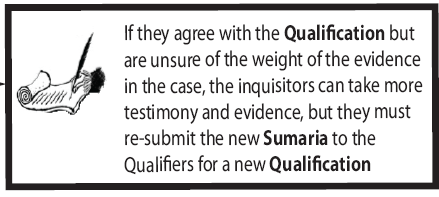 If they agree with the Qualification but
are unsure of the weight of the evidence
in the case, the inquisitors can take more
testimony and evidence, but they must
re-submit the new Sumaria to the
Qualifiers for a new Qualification